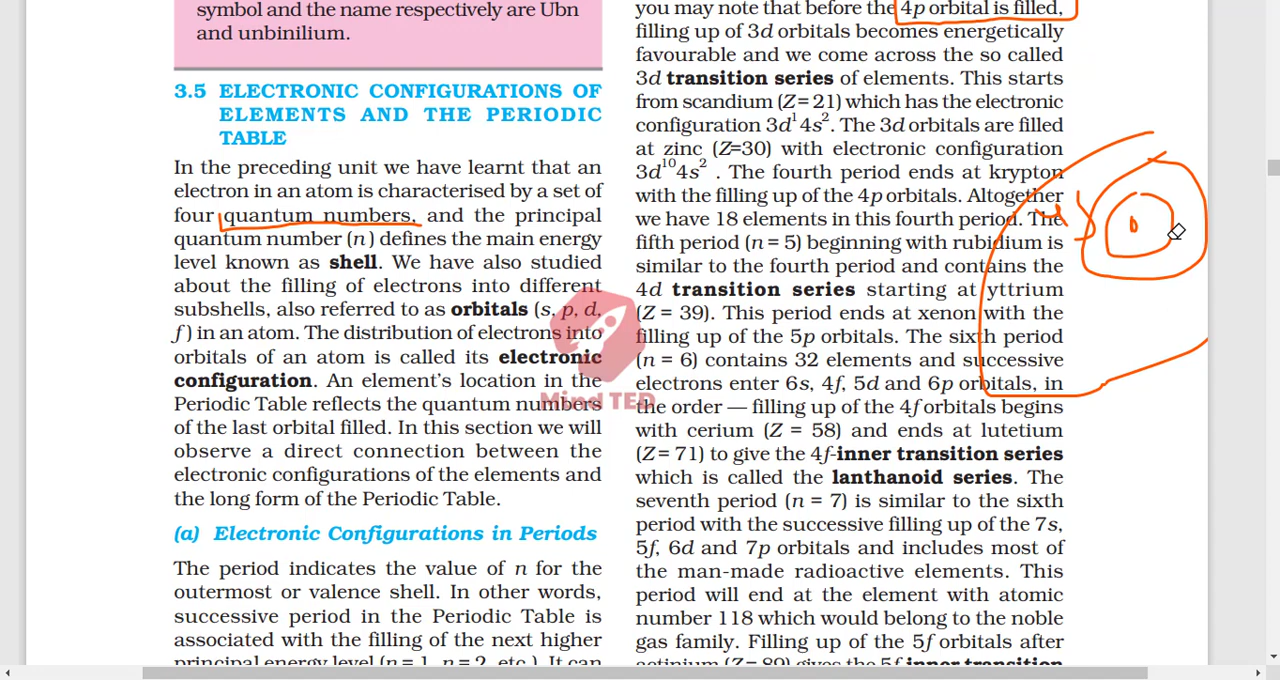 symbol and the name respectively are Ubn
and unbinilium.
3.5 ELECTRONIC CONFIGURATIONS OF
ELEMENTS AND THE PERIODIC
TABLE
In the preceding unit we have learnt that an
electron in an atom is characterised by a set of
four quantum numbers, and the principal
quantum number (n) defines the main energy
level known as shell. We have also studied
about the filling of electrons into different
subshells, also referred to as orbitals (s, p, d,
f) in an atom. The distribution of electrons into
orbitals of an atom is called its electronic
configuration. An element's location in the
Periodic Table reflects the quantum numbers
of the last orbital filled. In this section we will
observe a direct connection between the
electronic configurations of the elements and
the long form of the Periodic Table.
(a) Electronic Configurations in Periods
The period indicates the value of n for the
outermost or valence shell. In other words,
successive period in the Periodic Table is
associated with the filling of the next higher
principal energy level (n = 1, n = 2, etc.). It can
you may note that before the 4p orbital is filled,
filling up of 3d orbitals becomes energetically
favourable and we come across the so called
3d transition series of elements. This starts
from scandium (Z = 21) which has the electronic
configuration 3d¹4s². The 3d orbitals are filled
at zinc (Z=30) with electronic configuration
3d¹⁰4s². The fourth period ends at krypton
with the filling up of the 4p orbitals. Altogether
we have 18 elements in this fourth period. The
fifth period (n = 5) beginning with rubidium is
similar to the fourth period and contains the
4d transition series starting at yttrium
(Z = 39). This period ends at xenon with the
filling up of the 5p orbitals. The sixth period
(n = 6) contains 32 elements and successive
electrons enter 6s, 4f, 5d and 6p orbitals, in
the order — filling up of the 4f orbitals begins
with cerium (Z = 58) and ends at lutetium
(Z = 71) to give the 4f-inner transition series
which is called the lanthanoid series. The
seventh period (n = 7) is similar to the sixth
period with the successive filling up of the 7s,
5f, 6d and 7p orbitals and includes most of
the man-made radioactive elements. This
period will end at the element with atomic
number 118 which would belong to the noble
gas family. Filling up of the 5f orbitals after
actinium (Z = 89) gives the 5f-inner transition
Mind TED